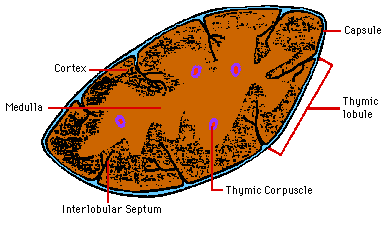 Capsule
Cortex
Medulla
Thymic
lobule
Thymic Corpuscle
Interlobular Septum